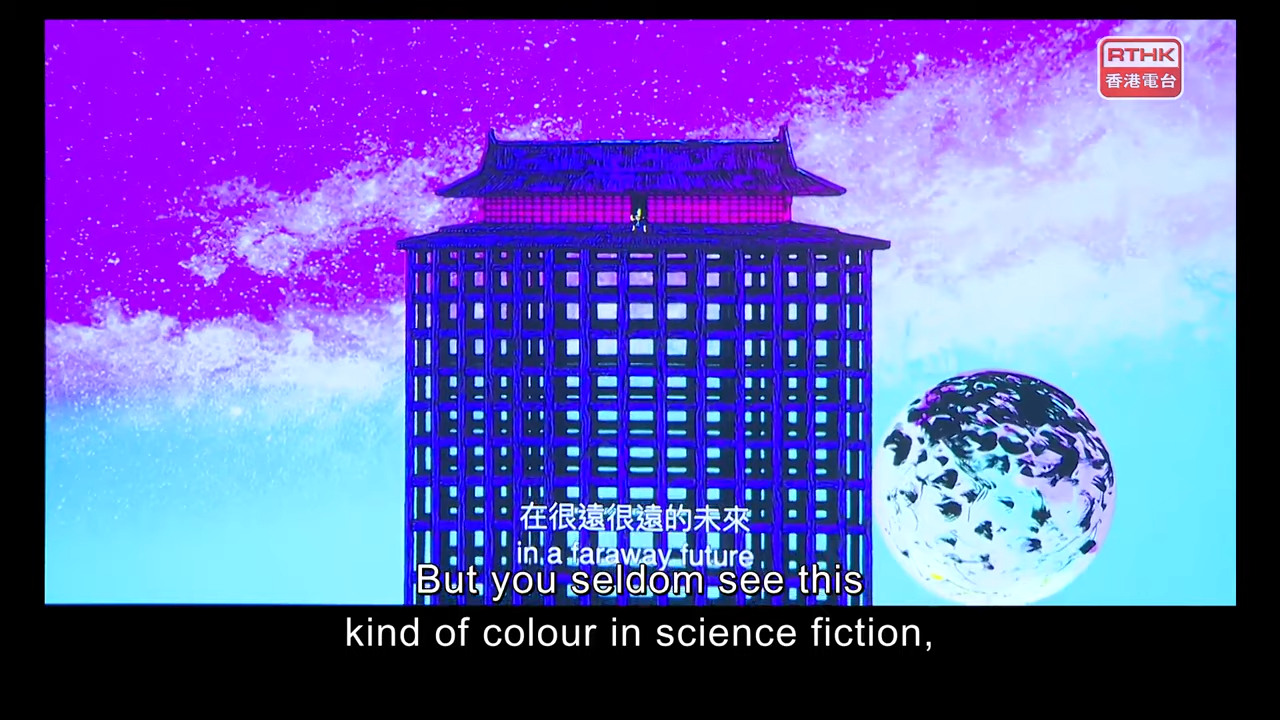 RTHK
香港電台
在很遠很遠的未來
in a faraway future
But you seldom see this
kind of colour in science fiction,